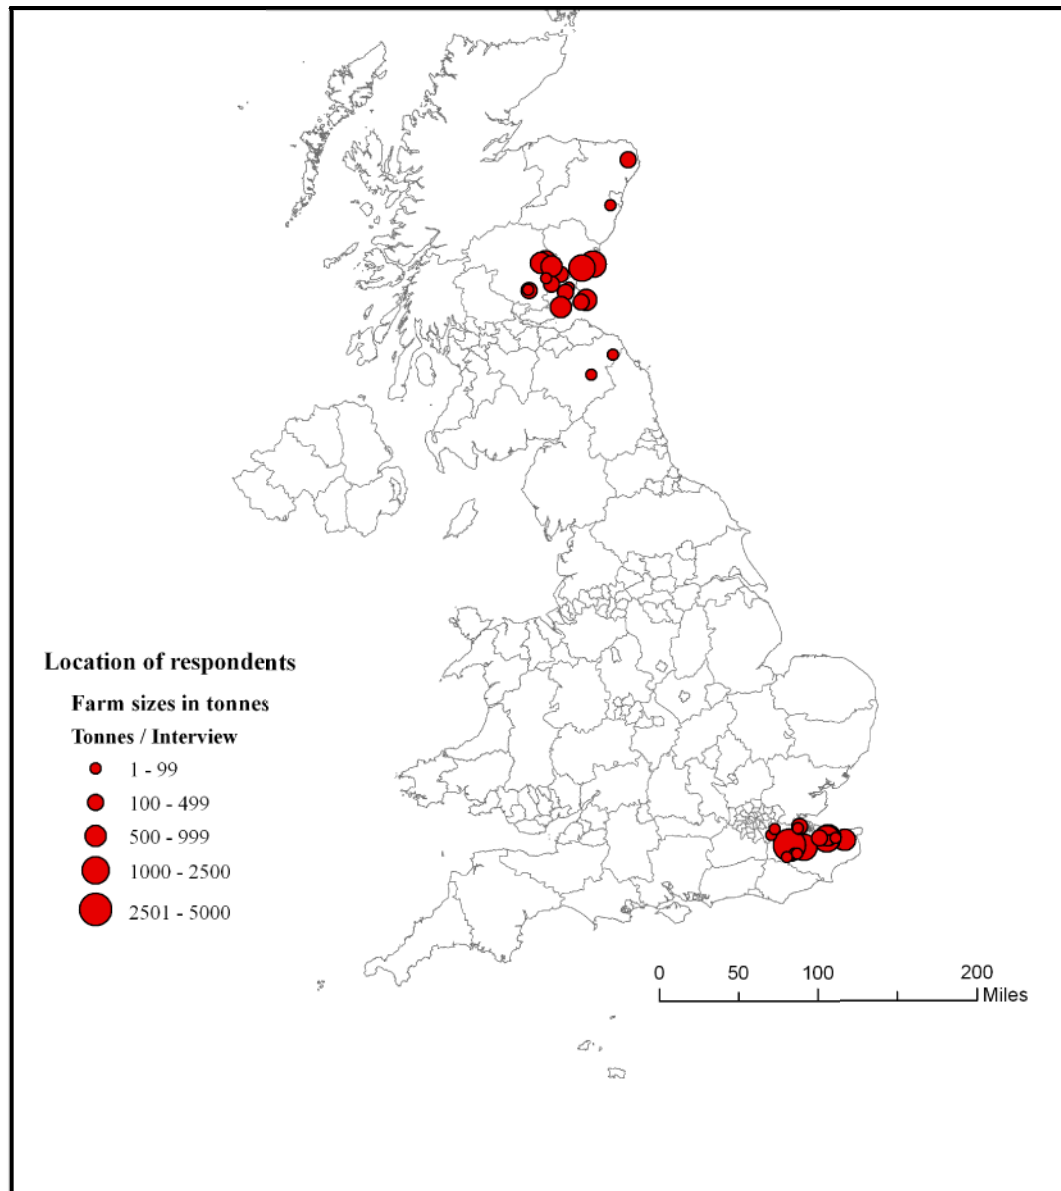 Location of respondents
Farm sizes in tonnes
Tonnes / Interview
1 - 99
100 - 499
500 - 999
1000 - 2500
2501 - 5000
0 50 100 200
Miles